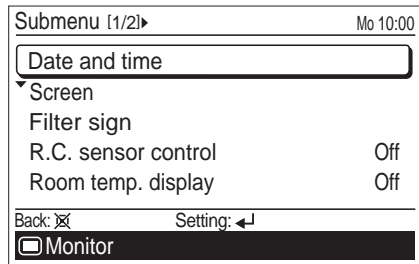 Submenu [1/2]▸ Mo 10:00
Date and time
Screen
Filter sign
R.C. sensor control Off
Room temp. display Off
Back: Setting: ↵
Monitor